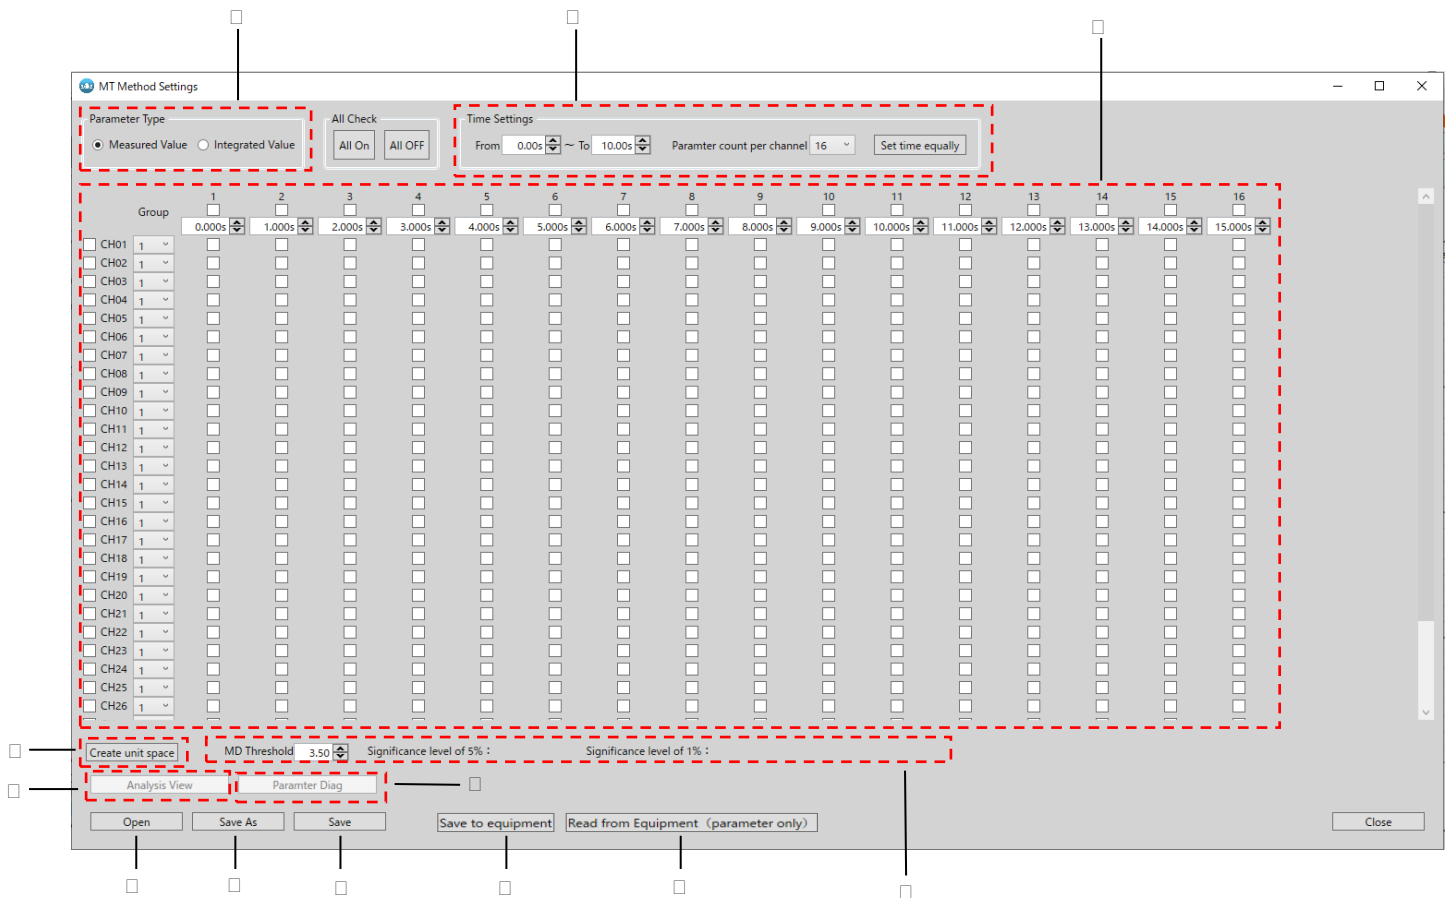 MT Method Settings
Parameter Type
All Check
Time Settings
Measured Value Integrated Value
All On All OFF
From 0.00s ~ To 10.00s Paramter count per channel 16 Set time equally
1 2 3 4 5 6 7 8 9 10 11 12 13 14 15 16
Group
0.000s 1.000s 2.000s 3.000s 4.000s 5.000s 6.000s 7.000s 8.000s 9.000s 10.000s 11.000s 12.000s 13.000s 14.000s 15.000s
CH01 1
CH02 1
CH03 1
CH04 1
CH05 1
CH06 1
CH07 1
CH08 1
CH09 1
CH10 1
CH11 1
CH12 1
CH13 1
CH14 1
CH15 1
CH16 1
CH17 1
CH18 1
CH19 1
CH20 1
CH21 1
CH22 1
CH23 1
CH24 1
CH25 1
CH26 1
Create unit space MD Threshold 3.50 Significance level of 5% : Significance level of 1% :
Analysis View Paramter Diag
Open Save As Save Save to equipment Read from Equipment（parameter only） Close